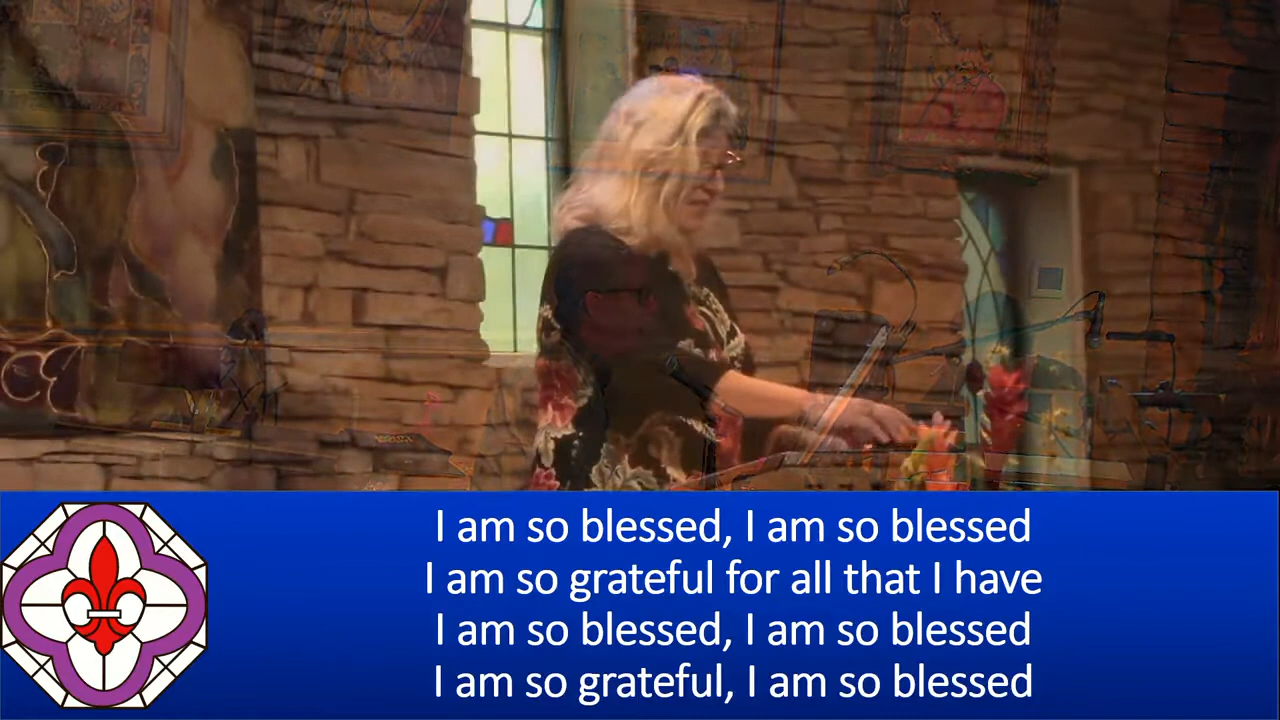 I am so blessed, I am so blessed
I am so grateful for all that I have
I am so blessed, I am so blessed
I am so grateful, I am so blessed